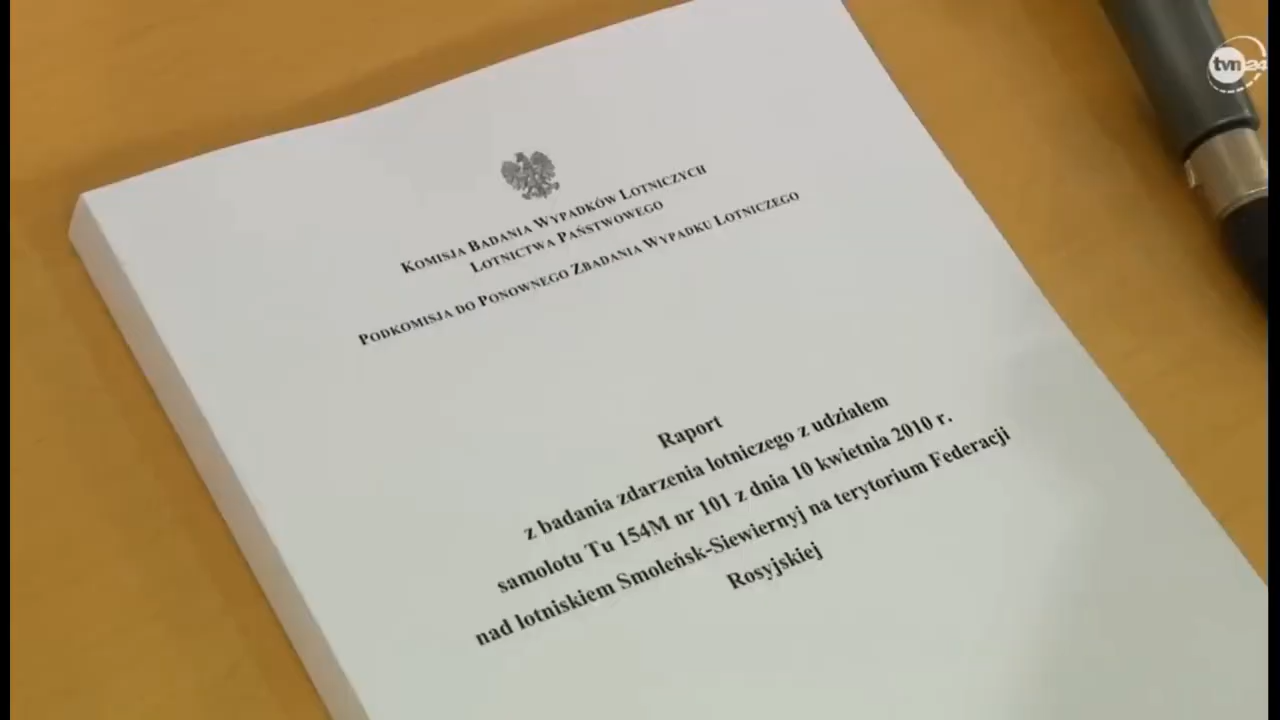 tvn24
KOMISJA BADANIA WYPADKÓW LOTNICZYCH
LOTNICTWA PAŃSTWOWEGO
PODKOMISJA DO PONOWNEGO ZBADANIA WYPADKU LOTNICZEGO
Raport
z badania zdarzenia lotniczego z udziałem
samolotu Tu 154M nr 101 z dnia 10 kwietnia 2010 r.
nad lotniskiem Smoleńsk-Siewiernyj na terytorium Federacji
Rosyjskiej